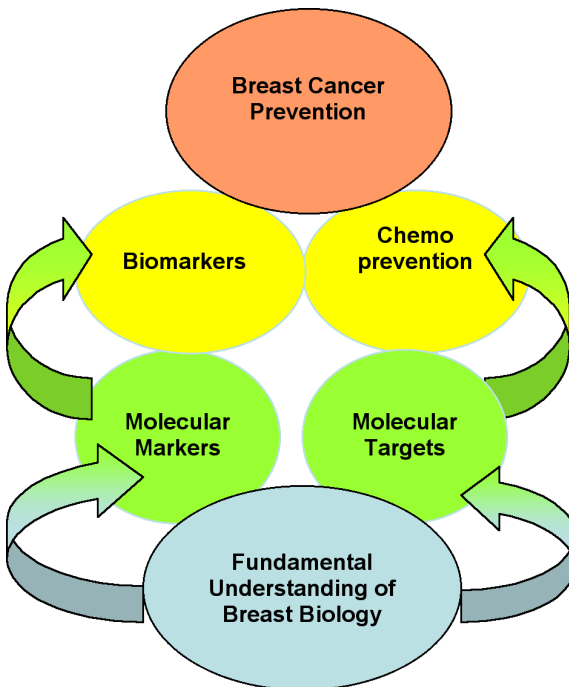 Breast Cancer
Prevention
Biomarkers
Chemo
prevention
Molecular
Markers
Molecular
Targets
Fundamental
Understanding of
Breast Biology